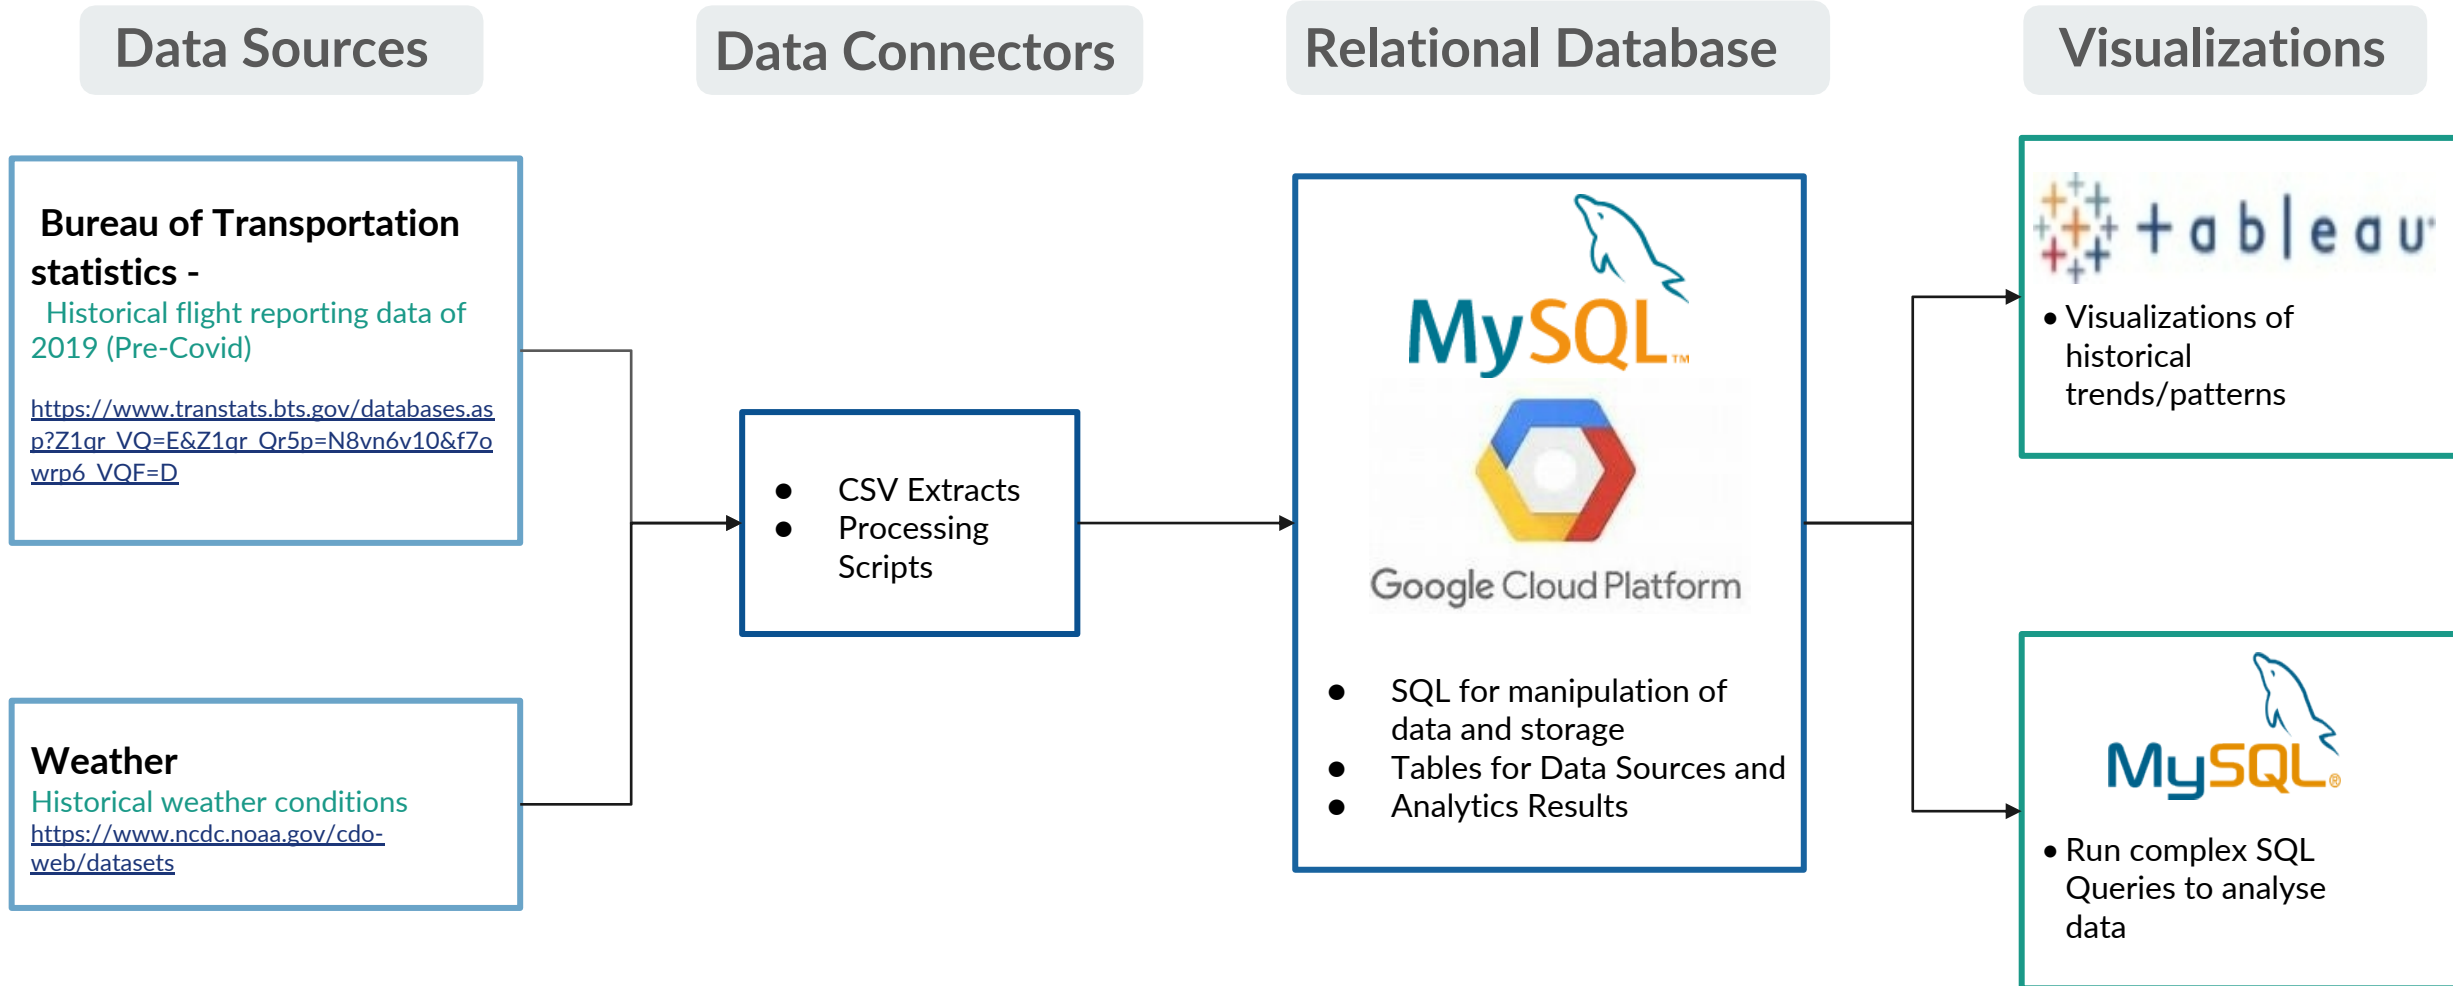 Data Sources
Data Connectors
Relational Database
Visualizations
Bureau of Transportation
statistics -
Historical flight reporting data of
2019 (Pre-Covid)
https://www.transtats.bts.gov/databases.as
p?Z1qr_VQ=E&Z1qr_Qr5p=N8vn6v10&f7o
wrp6_VQF=D
Weather
Historical weather conditions
https://www.ncdc.noaa.gov/cdo-
web/datasets
● CSV Extracts
● Processing
Scripts
MySQL™
Google Cloud Platform
● SQL for manipulation of
data and storage
● Tables for Data Sources and
● Analytics Results
+ableau
• Visualizations of
historical
trends/patterns
MySQL®
• Run complex SQL
Queries to analyse
data